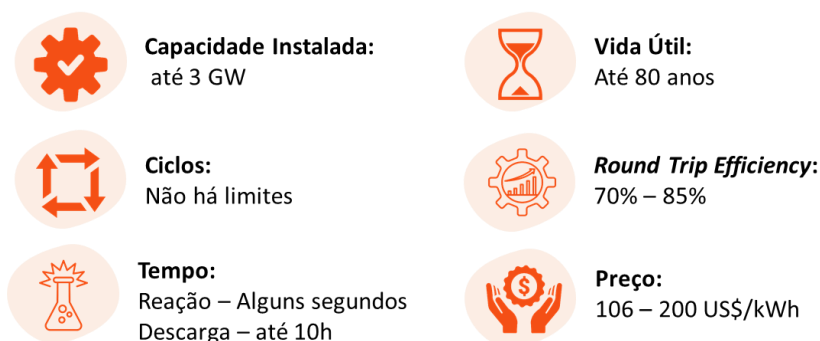 Capacidade Instalada:
até 3 GW
Vida Útil:
Até 80 anos
Ciclos:
Não há limites
Round Trip Efficiency:
70% – 85%
Tempo:
Reação – Alguns segundos
Descarga – até 10h
$
Preço:
106 – 200 US$/kWh